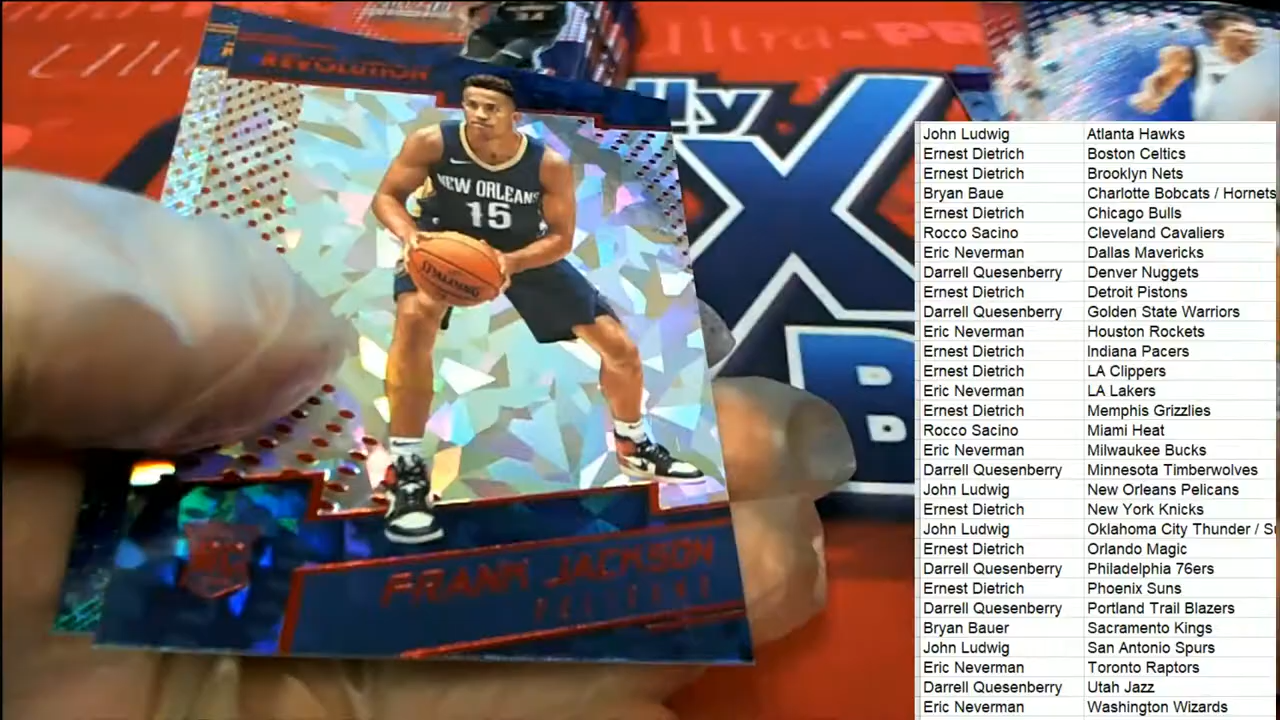 Ultra-PRO
REVOLUTION
NEW ORLEANS
15
SPALDING
RC
FRANK JACKSON
PELICANS
X
B
John Ludwig Atlanta Hawks
Ernest Dietrich Boston Celtics
Ernest Dietrich Brooklyn Nets
Bryan Baue Charlotte Bobcats / Hornets
Ernest Dietrich Chicago Bulls
Rocco Sacino Cleveland Cavaliers
Eric Neverman Dallas Mavericks
Darrell Quesenberry Denver Nuggets
Ernest Dietrich Detroit Pistons
Darrell Quesenberry Golden State Warriors
Eric Neverman Houston Rockets
Ernest Dietrich Indiana Pacers
Ernest Dietrich LA Clippers
Eric Neverman LA Lakers
Ernest Dietrich Memphis Grizzlies
Rocco Sacino Miami Heat
Eric Neverman Milwaukee Bucks
Darrell Quesenberry Minnesota Timberwolves
John Ludwig New Orleans Pelicans
Ernest Dietrich New York Knicks
John Ludwig Oklahoma City Thunder /
Ernest Dietrich Orlando Magic
Darrell Quesenberry Philadelphia 76ers
Ernest Dietrich Phoenix Suns
Darrell Quesenberry Portland Trail Blazers
Bryan Bauer Sacramento Kings
John Ludwig San Antonio Spurs
Eric Neverman Toronto Raptors
Darrell Quesenberry Utah Jazz
Eric Neverman Washington Wizards